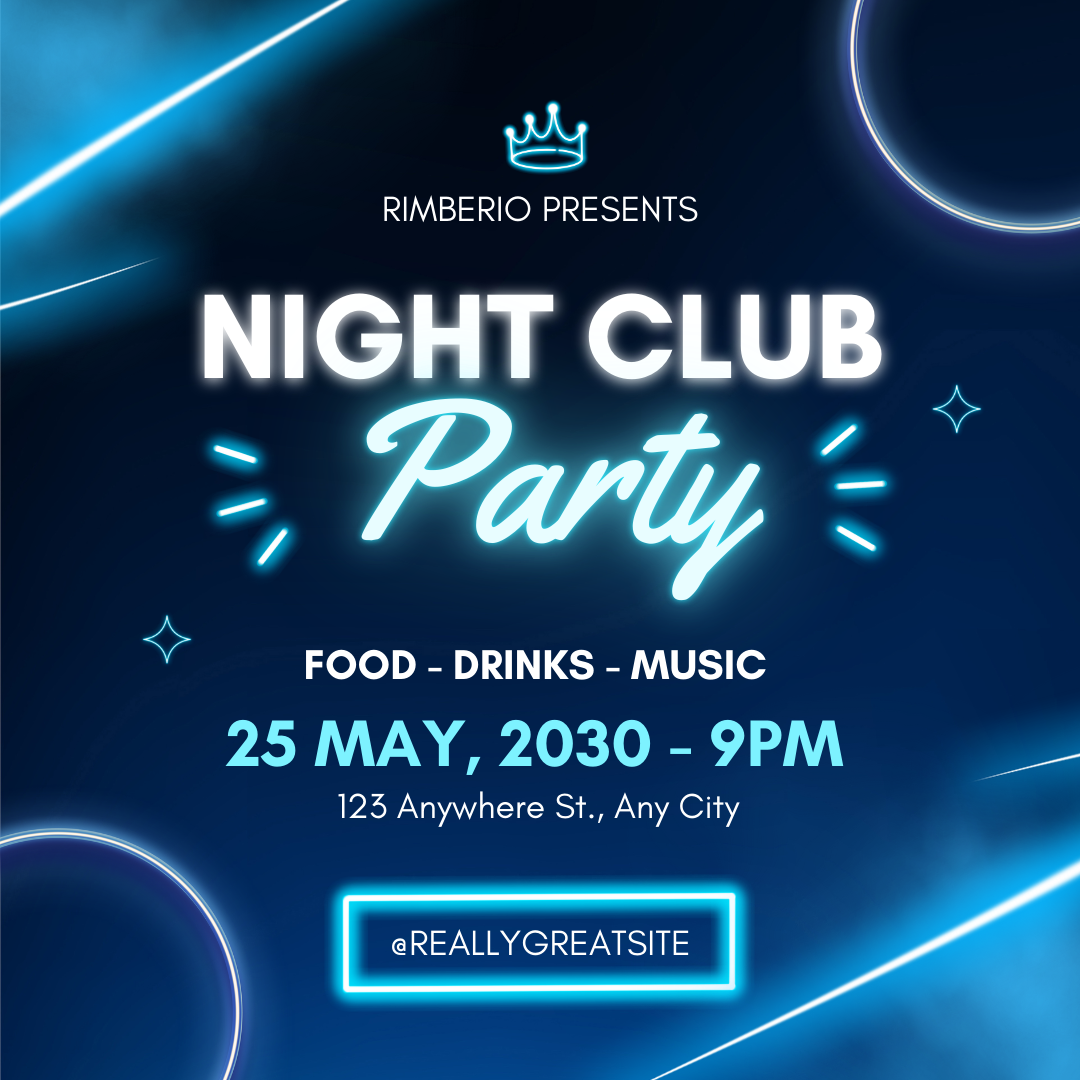 RIMBERIO PRESENTS
NIGHT CLUB
Party
FOOD - DRINKS - MUSIC
25 MAY, 2030 - 9PM
123 Anywhere St., Any City
@REALLYGREATSITE